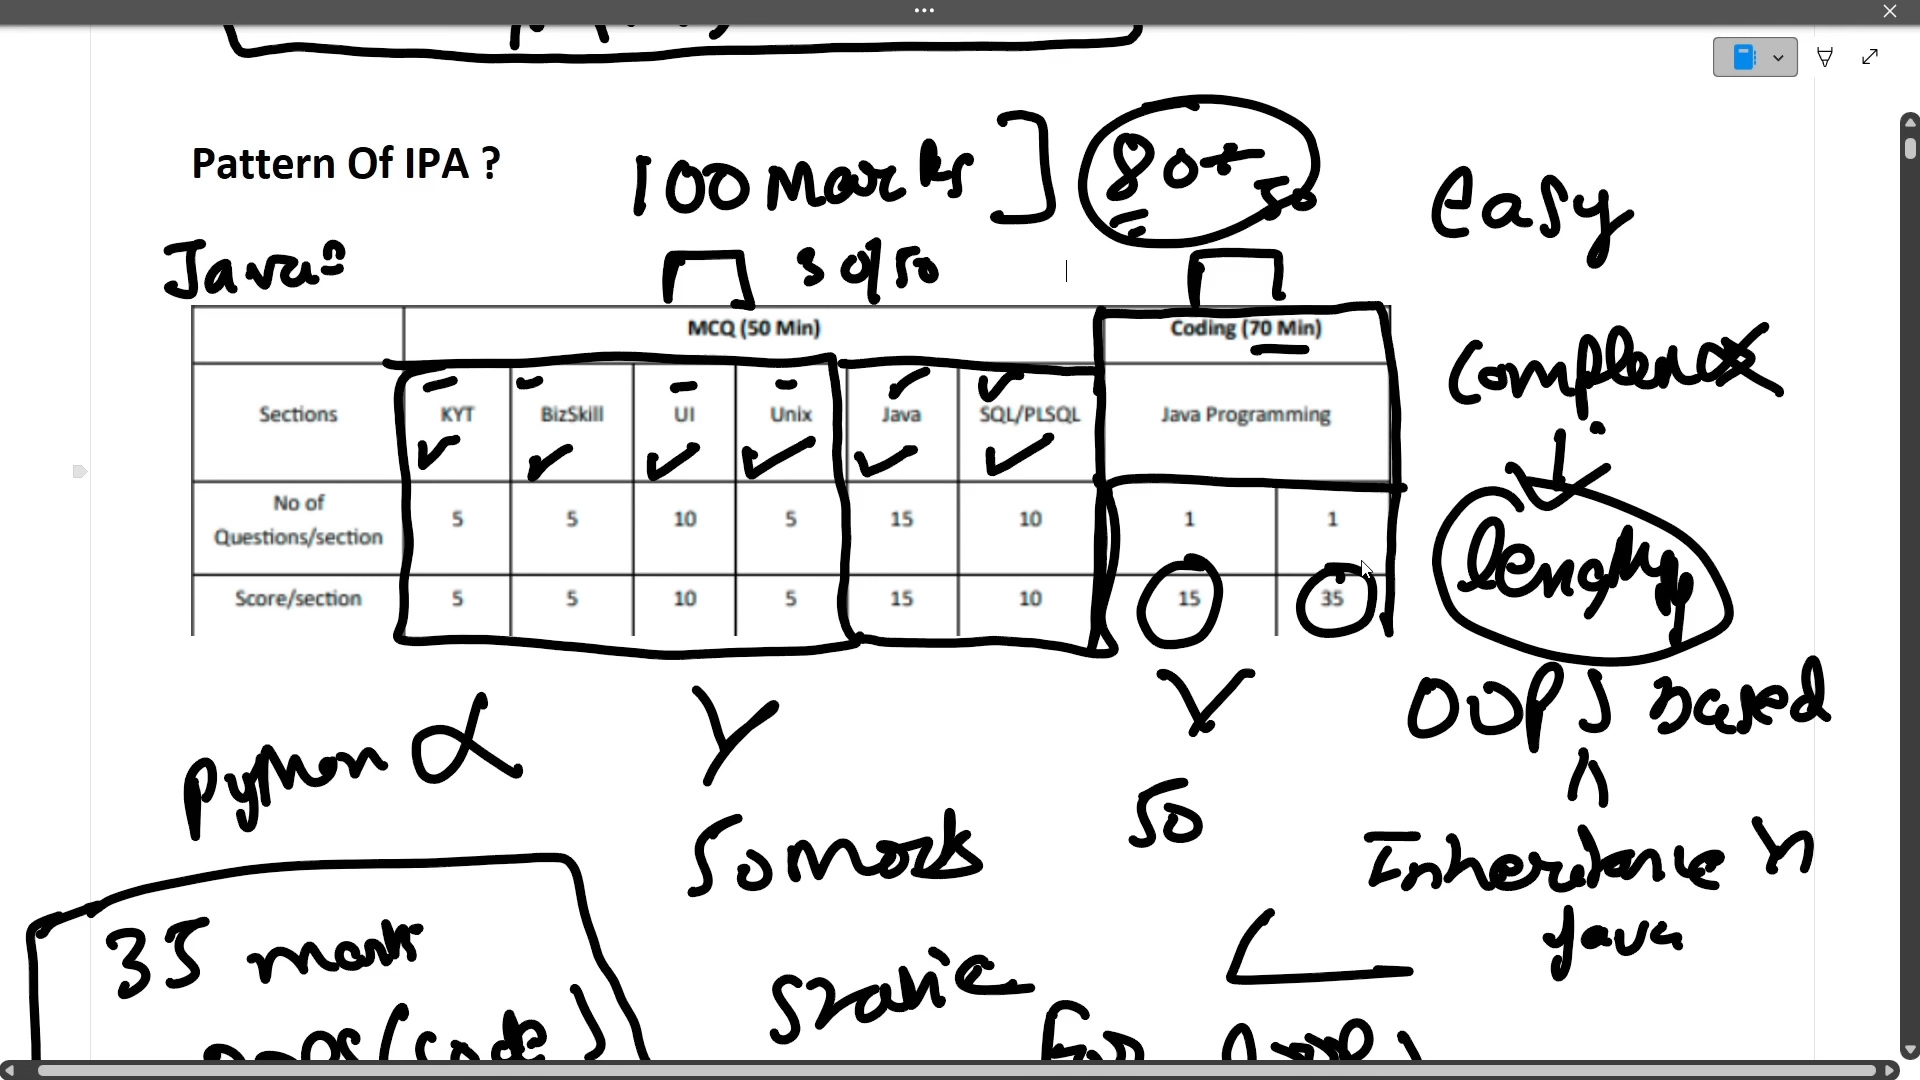 Pattern Of IPA ?
100 Marks
80+
50
easy
Java
30/50
MCQ (50 Min)
Coding (70 Min)
Sections
KYT
BizSkill
UI
Unix
Java
SQL/PLSQL
Java Programming
Complex
No of Questions/section
5
5
10
5
15
10
1
1
lengthy
Score/section
5
5
10
5
15
10
15
35
OOPS based
Python
50 Marks
50
Inheritance
Java
35 mark
Static